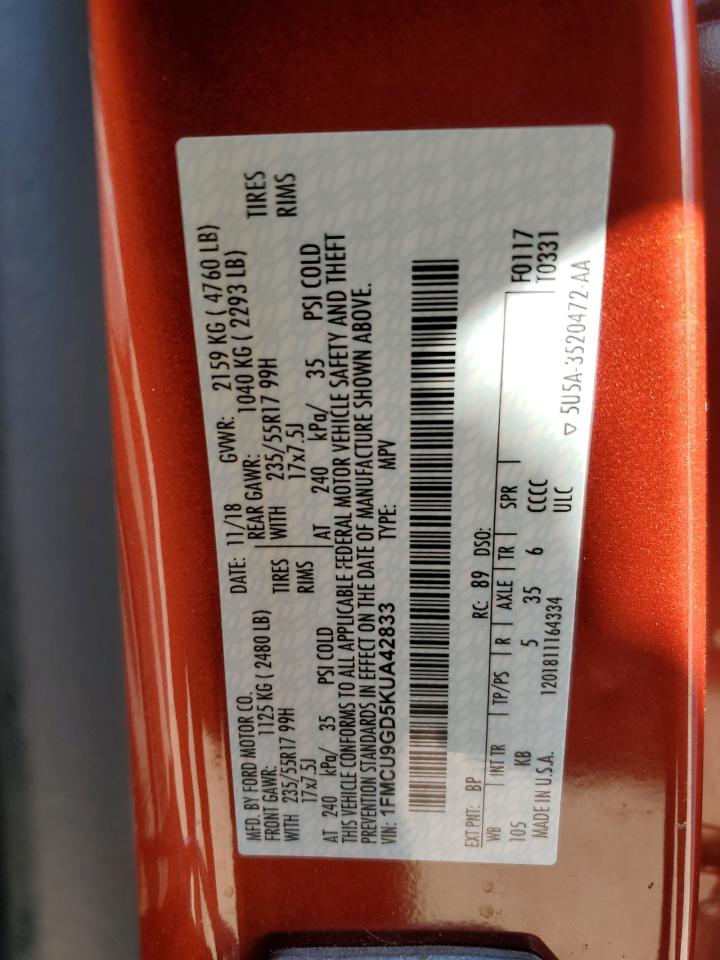 MFD. BY FORD MOTOR CO. DATE: 11/18 GVWR: 2159 KG ( 4760 LB)
FRONT GAWR: 1125 KG ( 2480 LB) REAR GAWR: 1040 KG ( 2293 LB)
WITH 235/55R17 99H TIRES WITH 235/55R17 99H TIRES
17x7.5J RIMS 17x7.5J RIMS
AT 240 kPa/ 35 PSI COLD AT 240 kPa/ 35 PSI COLD
THIS VEHICLE CONFORMS TO ALL APPLICABLE FEDERAL MOTOR VEHICLE SAFETY AND THEFT
PREVENTION STANDARDS IN EFFECT ON THE DATE OF MANUFACTURE SHOWN ABOVE.
VIN: 1FMCU9GD5KUA42833 TYPE: MPV
EXT PNT: BP RC: 89 DSO:
WB INT TR TP/PS R AXLE TR SPR F0117
105 KB 5 35 6 CCCC T0331
MADE IN U.S.A. 1201811164334 ULC
▽ 5U5A-3520472-AA